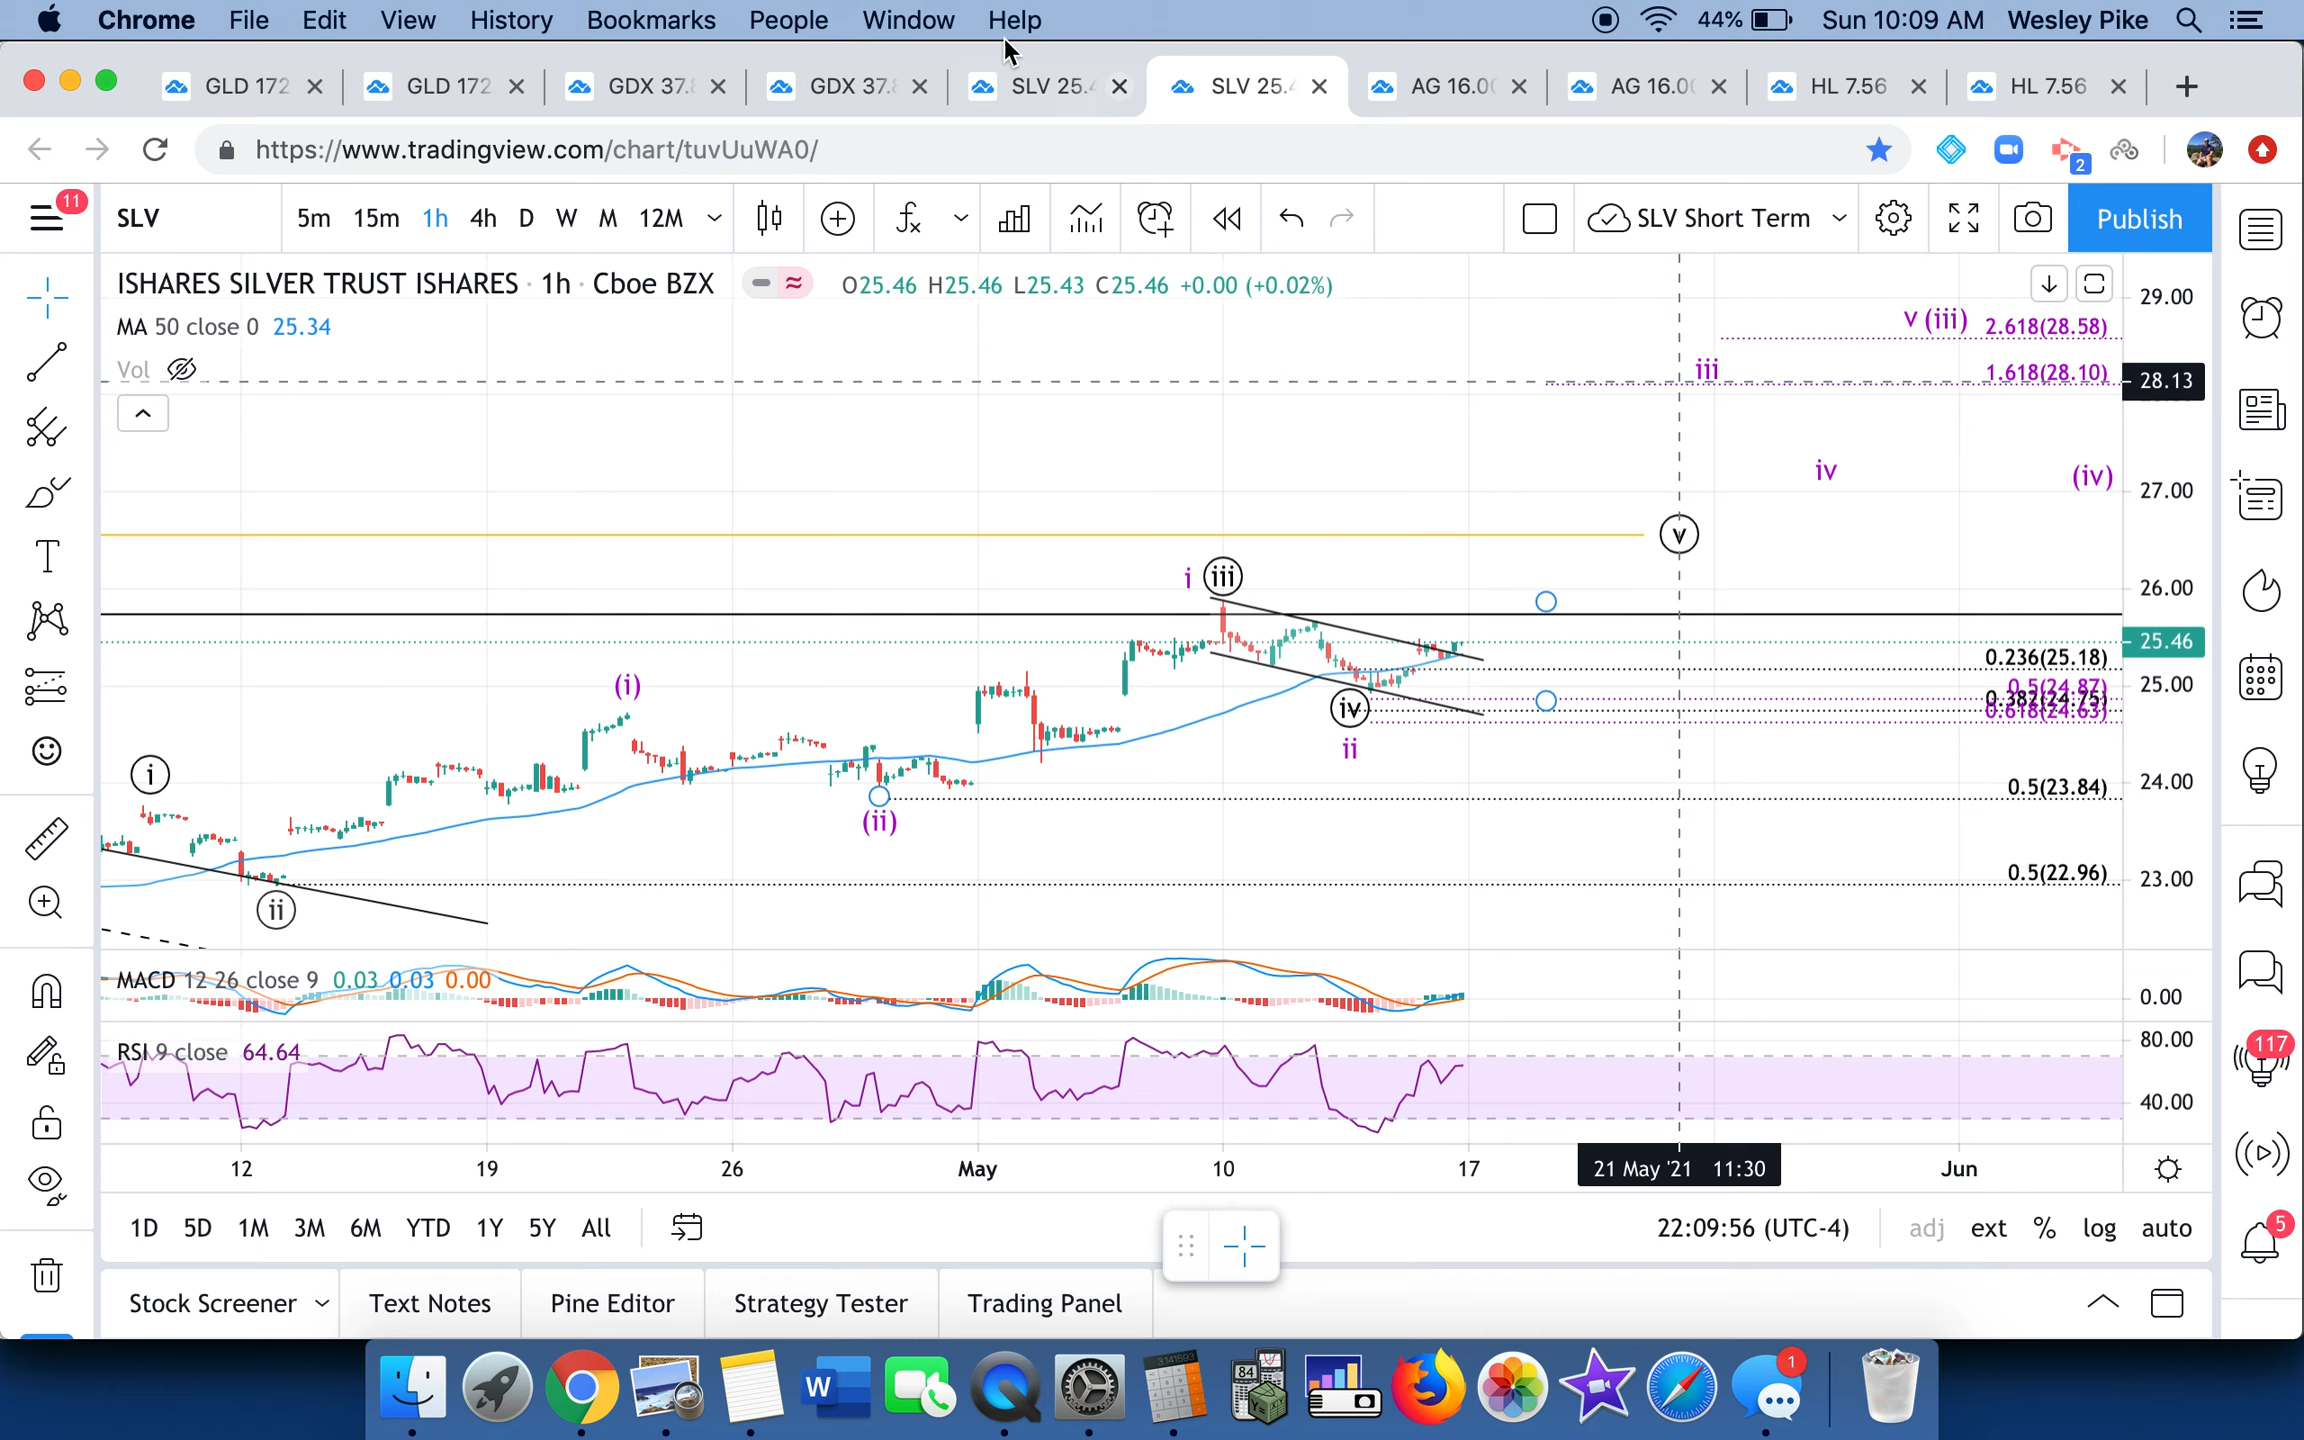 Chrome File Edit View History Bookmarks People Window Help 44% Sun 10:09 AM Wesley Pike
GLD 172 GLD 172 GDX 37. GDX 37. SLV 25. SLV 25. AG 16.0 AG 16.0 HL 7.56 HL 7.56
https://www.tradingview.com/chart/tuvUuWA0/ 2
11 SLV 5m 15m 1h 4h D W M 12M SLV Short Term Publish
ISHARES SILVER TRUST ISHARES · 1h · Cboe BZX O25.46 H25.46 L25.43 C25.46 +0.00 (+0.02%)
MA 50 close 0 25.34
Vol
29.00
v (iii) 2.618(28.58)
iii 1.618(28.10) 28.13
iv (iv) 27.00
v
i iii 26.00
25.46
0.236(25.18)
(i) 0.5(24.87) 25.00
iv 0.382(24.75)
0.618(24.63)
ii
i 24.00
0.5(23.84)
(ii)
0.5(22.96) 23.00
ii
MACD 12 26 close 9 0.03 0.03 0.00 0.00
80.00
RSI 9 close 64.64
40.00
117
12 19 26 May 10 17 21 May '21 11:30 Jun
1D 5D 1M 3M 6M YTD 1Y 5Y All 22:09:56 (UTC-4) adj ext % log auto 5
Stock Screener Text Notes Pine Editor Strategy Tester Trading Panel
W 3.141593 84 1